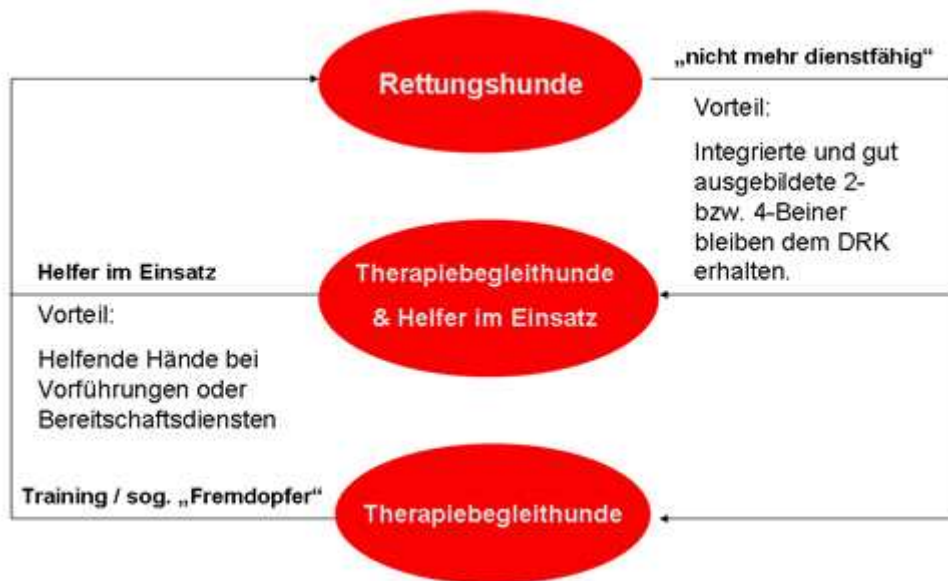 Rettungshunde
„nicht mehr dienstfähig“
Vorteil:
Integrierte und gut
ausgebildete 2-
bzw. 4-Beiner
bleiben dem DRK
erhalten.
Therapiebegleithunde
& Helfer im Einsatz
Helfer im Einsatz
Vorteil:
Helfende Hände bei
Vorführungen oder
Bereitschaftsdiensten
Training / sog. „Fremdopfer“
Therapiebegleithunde